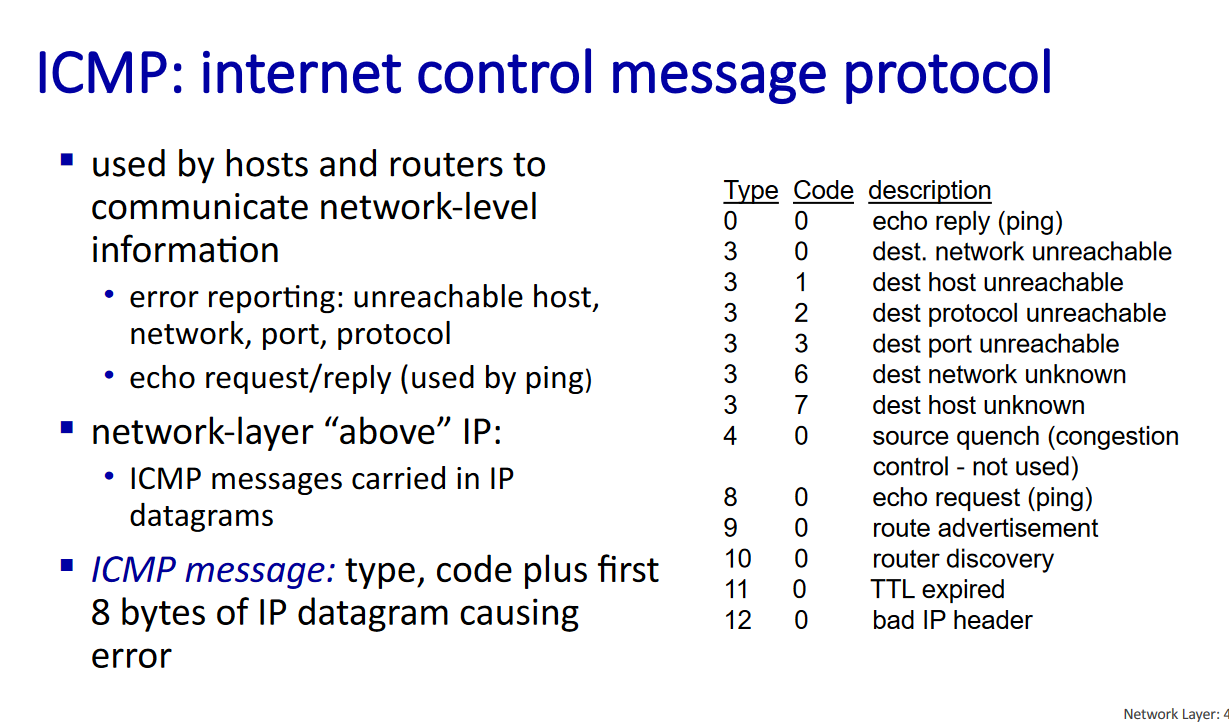 ICMP: internet control message protocol
▪ used by hosts and routers to
communicate network-level
information
• error reporting: unreachable host,
network, port, protocol
• echo request/reply (used by ping)
▪ network-layer “above” IP:
• ICMP messages carried in IP
datagrams
▪ ICMP message: type, code plus first
8 bytes of IP datagram causing
error
Type Code description
0 0 echo reply (ping)
3 0 dest. network unreachable
3 1 dest host unreachable
3 2 dest protocol unreachable
3 3 dest port unreachable
3 6 dest network unknown
3 7 dest host unknown
4 0 source quench (congestion
control - not used)
8 0 echo request (ping)
9 0 route advertisement
10 0 router discovery
11 0 TTL expired
12 0 bad IP header
Network Layer: 4